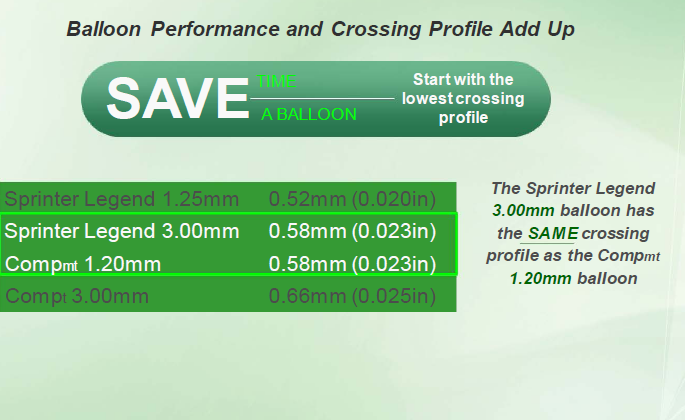 Balloon Performance and Crossing Profile Add Up
SAVE
TIME
A BALLOON
Start with the
lowest crossing
profile
Sprinter Legend 1.25mm 0.52mm (0.020in)
Sprinter Legend 3.00mm 0.58mm (0.023in)
Compmt 1.20mm 0.58mm (0.023in)
Compt 3.00mm 0.66mm (0.025in)
The Sprinter Legend
3.00mm balloon has
the SAME crossing
profile as the Compmt
1.20mm balloon